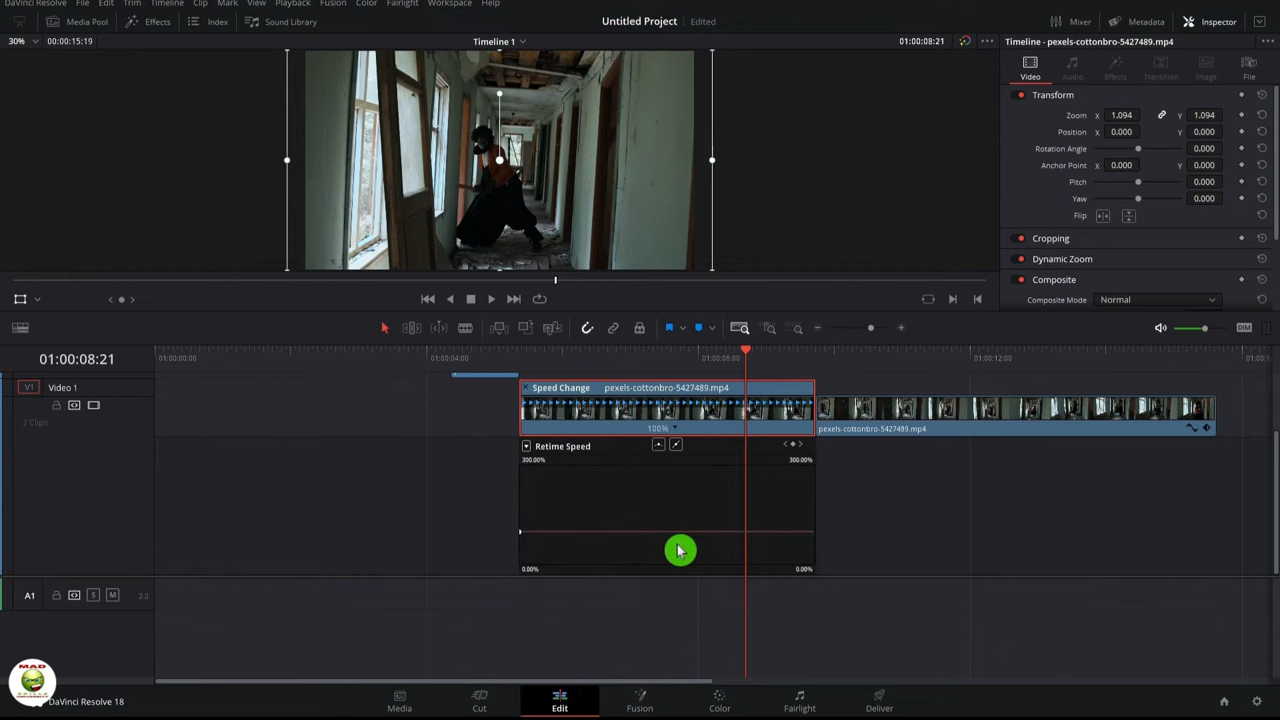 DaVinci Resolve File Edit Trim Timeline Clip Mark View Playback Fusion Color Fairlight Workspace Help
Media Pool Effects Index Sound Library Untitled Project Edited Mixer Metadata Inspector
30% 00:00:15:19 Timeline 1 01:00:08:21 Timeline - pexels-cottonbro-5427489.mp4
Video Audio Effects Transition Image File
Transform
Zoom X 1.094 Y 1.094
Position X 0.000 Y 0.000
Rotation Angle 0.000
Anchor Point X 0.000 Y 0.000
Pitch 0.000
Yaw 0.000
Flip
Cropping
Dynamic Zoom
Composite
Composite Mode Normal
DIM
01:00:08:21 01:00:00:00 01:00:04:00 01:00:08:00 01:00:12:00
V1 Video 1
2 Clips
Speed Change pexels-cottonbro-5427489.mp4
100%
pexels-cottonbro-5427489.mp4
Retime Speed
300.00% 300.00%
0.00% 0.00%
A1 S M 2.0
MAD
DaVinci Resolve 18
Media Cut Edit Fusion Color Fairlight Deliver